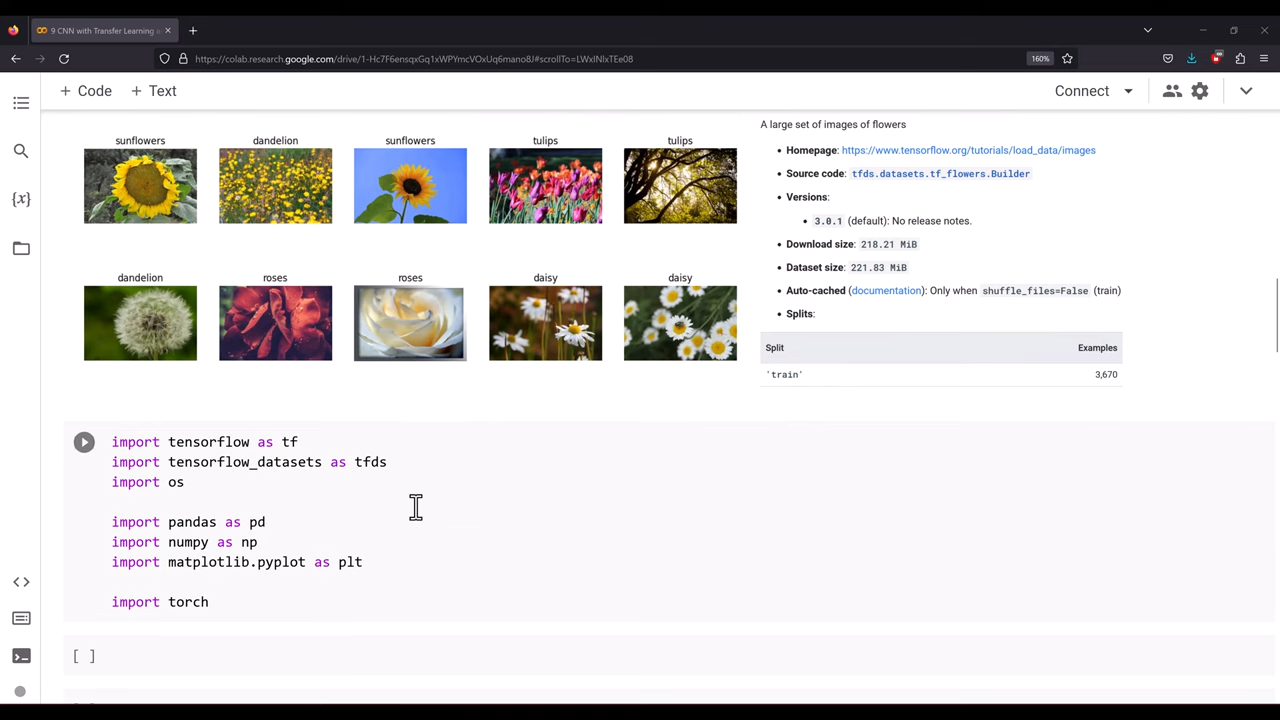 9 CNN with Transfer Learning a
https://colab.research.google.com/drive/1-Hc7F6ensqxGq1xWPYmcVOxUq6mano8J#scrollTo=LWxINlxTEe08
160%
+ Code + Text
Connect
sunflowers dandelion sunflowers tulips tulips
dandelion roses roses daisy daisy
A large set of images of flowers
• Homepage: https://www.tensorflow.org/tutorials/load_data/images
• Source code: tfds.datasets.tf_flowers.Builder
• Versions:
• 3.0.1 (default): No release notes.
• Download size: 218.21 MiB
• Dataset size: 221.83 MiB
• Auto-cached (documentation): Only when shuffle_files=False (train)
• Splits:
Split Examples
'train' 3,670
{x}
import tensorflow as tf
import tensorflow_datasets as tfds
import os
import pandas as pd
import numpy as np
import matplotlib.pyplot as plt
import torch
[ ]